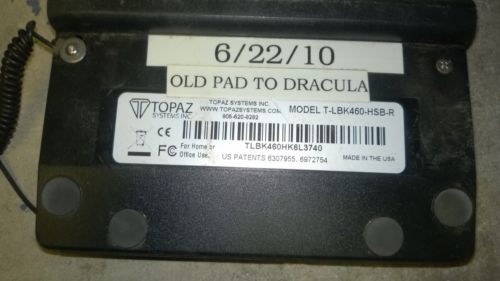 6/22/10
OLD PAD TO DRACULA
TOPAZ
SYSTEMS INC.
TOPAZ SYSTEMS INC.
WWW.TOPAZSYSTEMS.COM
805-520-8282
MODEL T-LBK460-HSB-R
CE
FC For Home or
Office Use.
TLBK460HK6L3740
US PATENTS 6307955, 6972754
MADE IN THE USA